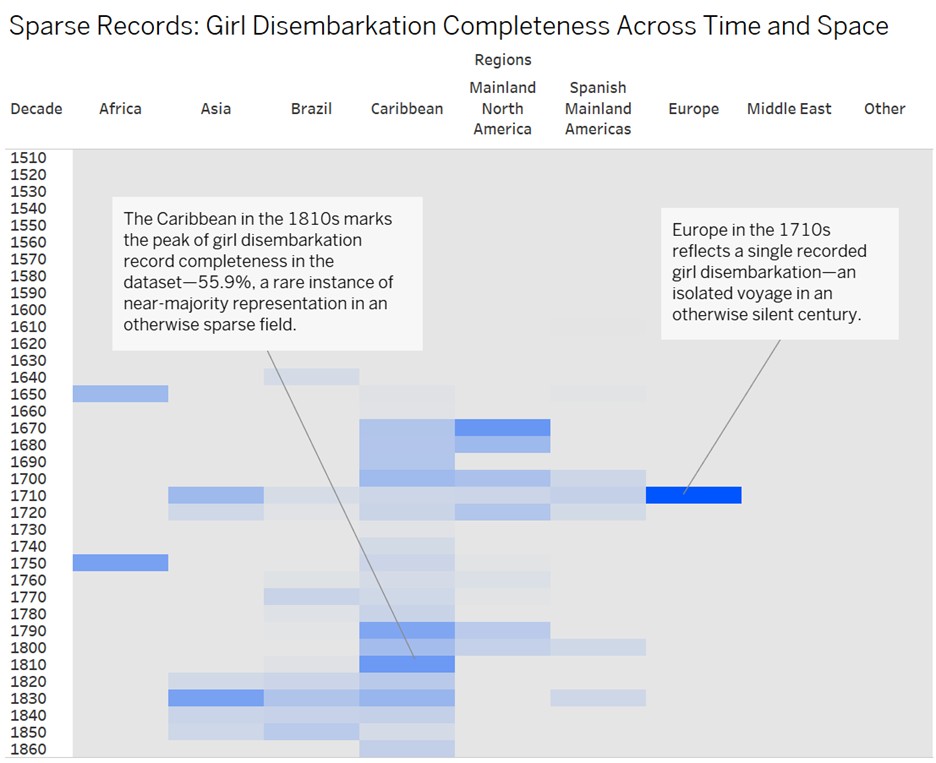 Sparse Records: Girl Disembarkation Completeness Across Time and Space
Regions
Decade Africa Asia Brazil Caribbean Mainland North America Spanish Mainland Americas Europe Middle East Other
1510
1520
1530
1540
1550
1560
1570
1580
1590
1600
1610
1620
1630
1640
1650
1660
1670
1680
1690
1700
1710
1720
1730
1740
1750
1760
1770
1780
1790
1800
1810
1820
1830
1840
1850
1860
The Caribbean in the 1810s marks
the peak of girl disembarkation
record completeness in the
dataset—55.9%, a rare instance of
near-majority representation in an
otherwise sparse field.
Europe in the 1710s
reflects a single recorded
girl disembarkation—an
isolated voyage in an
otherwise silent century.